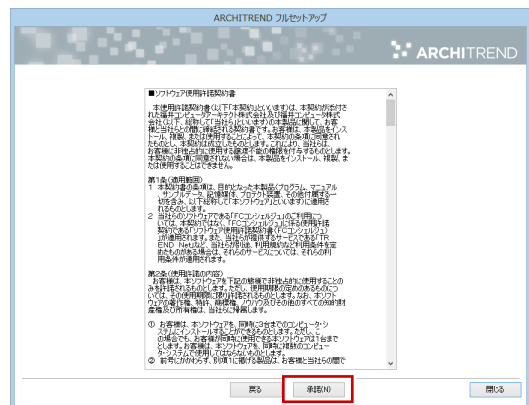 ARCHITREND フルセットアップ
ARCHITREND
■ソフトウェア使用許諾契約書
本使用許諾契約書（以下「本契約」といいます）は、本契約が添付さ
れた福井コンピュータアーキテクト株式会社及び福井コンピュータ株式
会社（以下、総称して「当社ら」といいます）の本製品に関して、お客
様と当社らとの間に締結される契約書です。お客様は、本製品をインス
トール、複製、または使用することによって、本契約の条項に同意され
たものとし、本契約は成立したものとします。これにより、当社らは、
お客様に非独占的に使用する譲渡不能の権限を付与するものとします。
本契約の条項に同意されない場合は、本製品をインストール、複製、ま
たは使用することはできません。
第1条（適用範囲）
1 本契約書の条項は、目的となった本製品（プログラム、マニュアル
、サンプルデータ、記憶媒体、プロテクト装置、その他付属する一
切を含み、以下総称して「本ソフトウェア」といいます）に適用さ
れるものとします。
2 当社らのソフトウェアである「FCコンシェルジュ」のご利用につ
いては、本契約ではなく、「FCコンシェルジュ」に係る使用許諾
契約である「ソフトウェア使用許諾契約書（FCコンシェルジュ）
」が適用されます。また、当社らが提供するサービスである「TR
END Net」など、当社らが別途、利用規約など利用条件を定
めたものがある場合は、それらのサービスについては、それらの利
用条件が適用されます。
第2条（使用許諾の内容）
お客様は、本ソフトウェアを下記の態様で非独占的に使用することの
みを許諾されるものとします。ただし、使用期限の定めのあるものにつ
いては、その使用期限に限り許諾されるものとします。なお、本ソフト
ウェアの著作権、特許、商標権、ノウハウ及びその他のすべての知的財
産権及び所有権は、当社らに帰属します。
① お客様は、本ソフトウェアを、同時に3台までのコンピュータ・シ
ステムにインストールすることができるものとします。ただし、こ
の場合でも、お客様が同時に使用できる本ソフトウェアは1台まで
とします。お客様は、本ソフトウェアを、同時に複数のコンピュー
タ・システムで使用してはならないものとします。
② 前号にかかわらず、別項1に掲げる製品は、お客様と当社らの間で
戻る
承諾(N)
閉じる